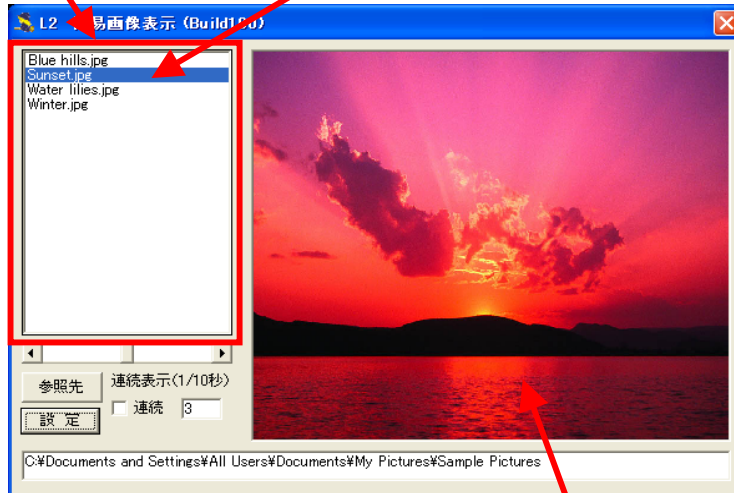 L2 易画像表示 (Build1 0)
Blue hills.jpg
Sunset.jpg
Water lilies.jpg
Winter.jpg
参照先
連続表示(1/10秒)
設 定
連続
3
C:¥Documents and Settings¥All Users¥Documents¥My Pictures¥Sample Pictures